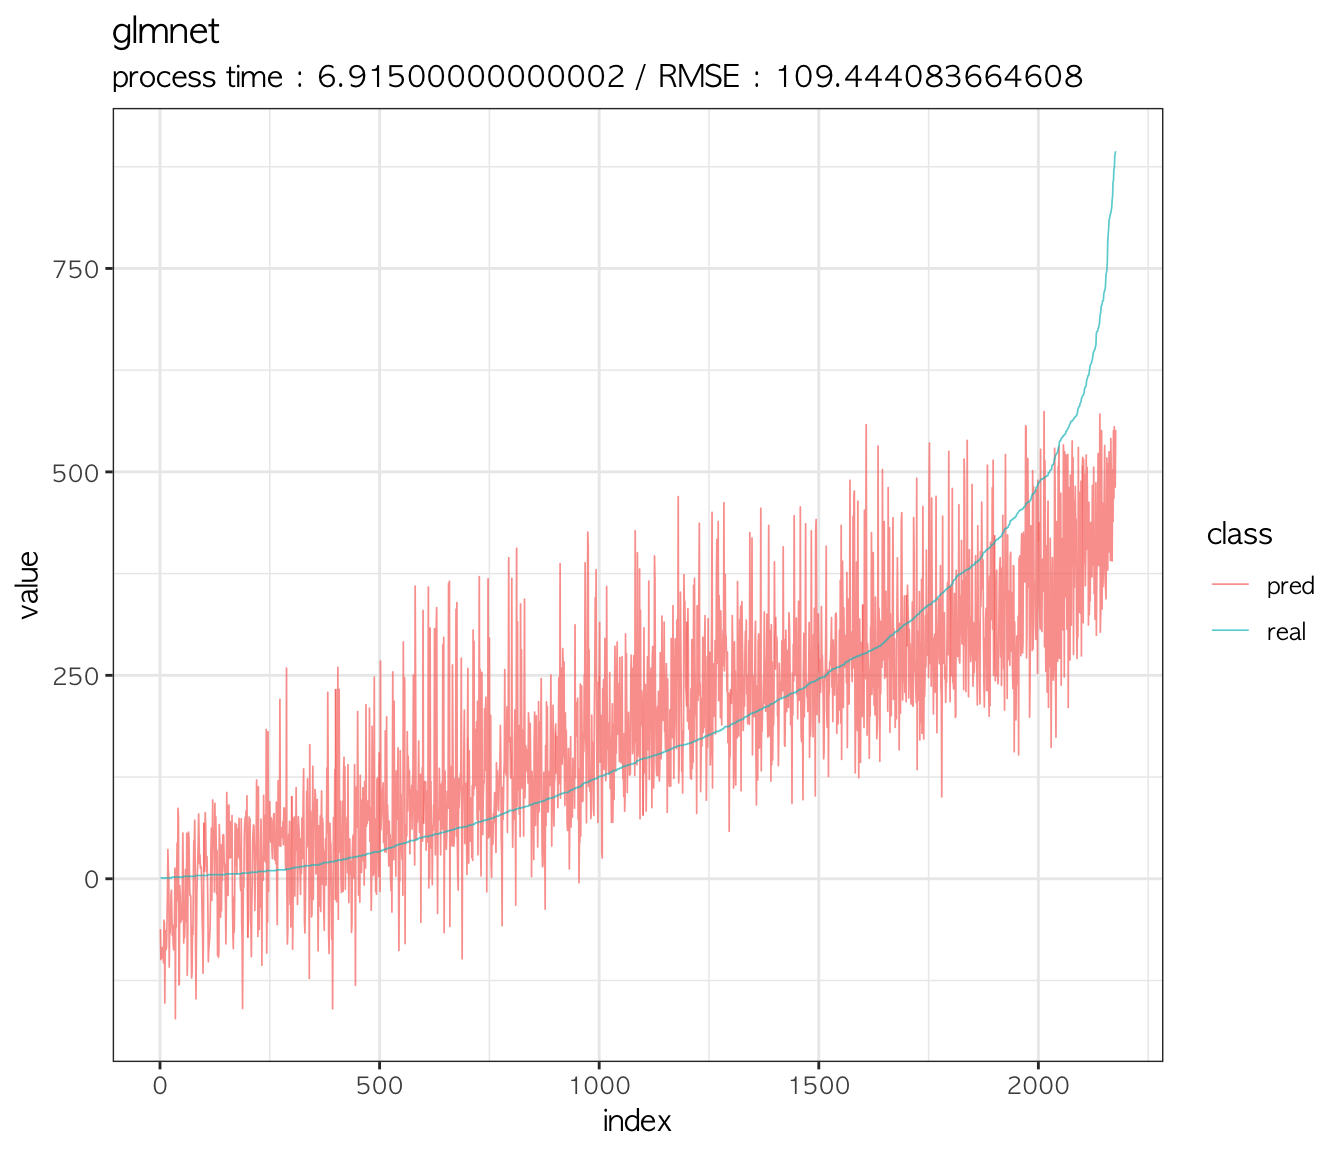 glmnet
process time : 6.91500000000002 / RMSE : 109.444083664608
value
750
500
250
0
0 500 1000 1500 2000
index
class
pred
real